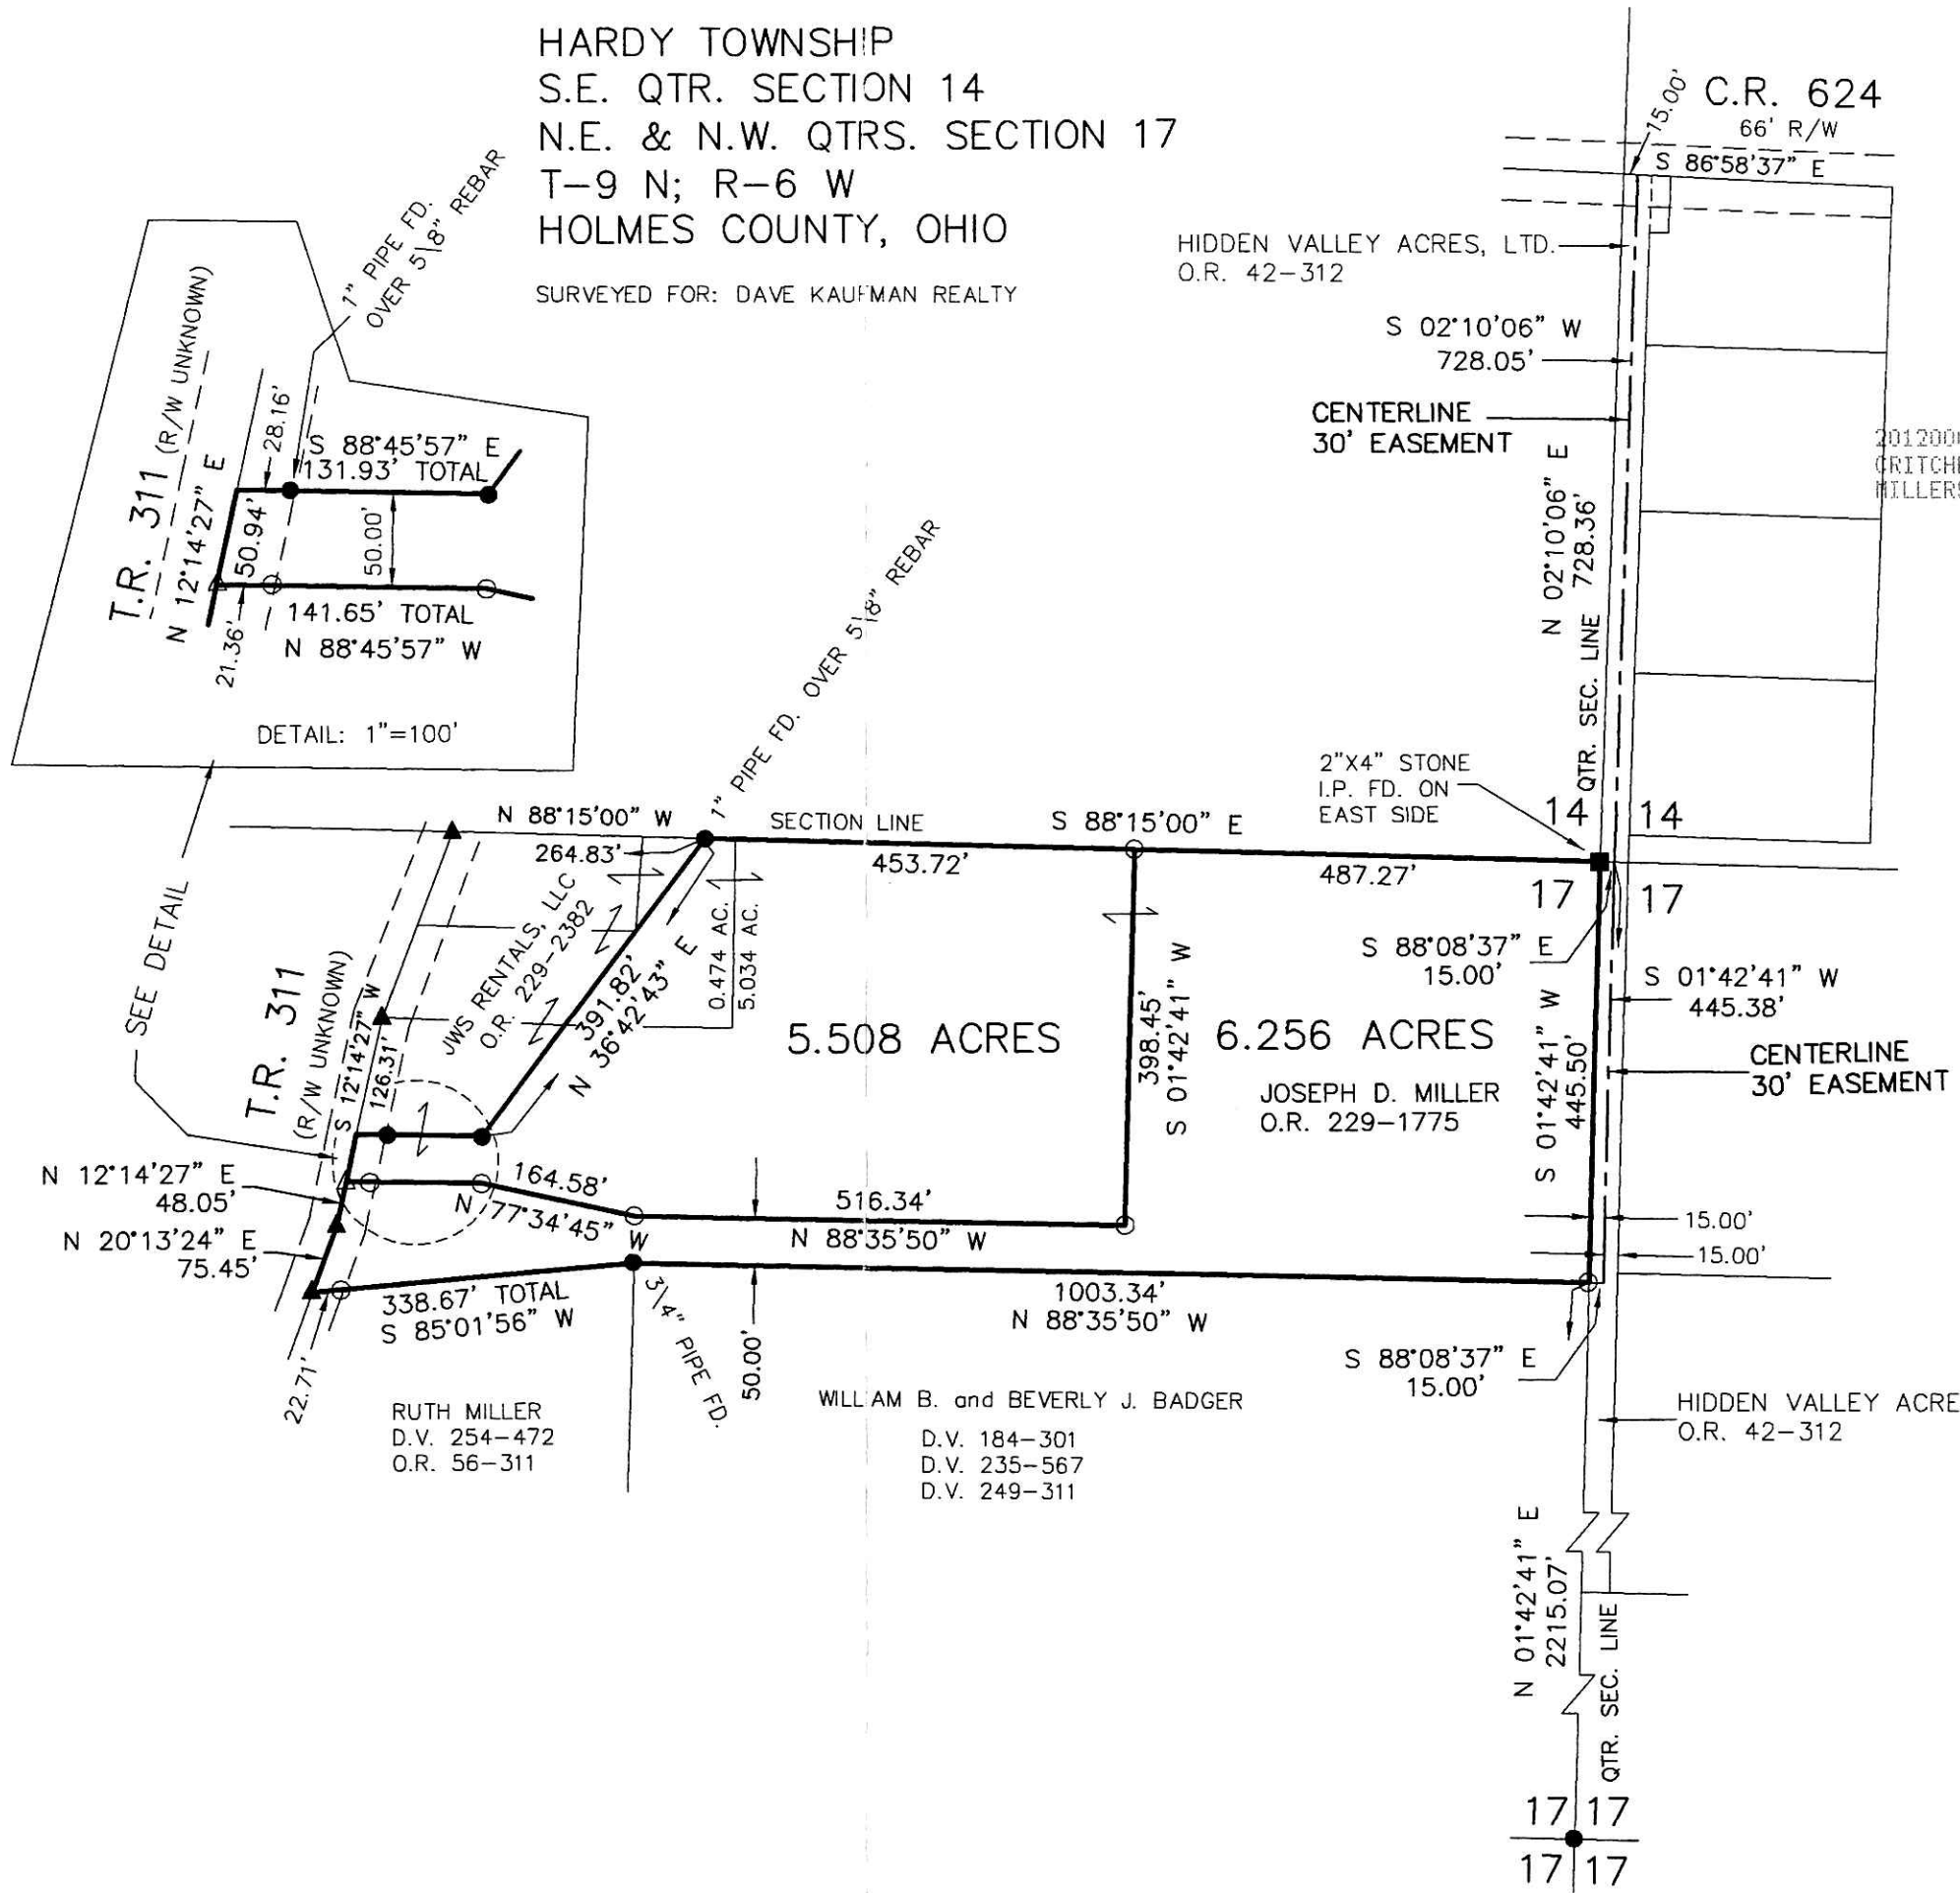 HARDY TOWNSHIP
S.E. QTR. SECTION 14
N.E. & N.W. QTRS. SECTION 17
T-9 N; R-6 W
HOLMES COUNTY, OHIO
SURVEYED FOR: DAVE KAUFMAN REALTY
C.R. 624
66' R/W
15.00'
S 86°58'37" E
HIDDEN VALLEY ACRES, LTD.
O.R. 42-312
S 02°10'06" W
728.05'
CENTERLINE
30' EASEMENT
N 02°10'06" E
728.36'
QTR. SEC. LINE
1" PIPE FD.
OVER 5\8" REBAR
T.R. 311 (R/W UNKNOWN)
N 12°14'27" E
50.94'
28.16'
S 88°45'57" E
131.93' TOTAL
50.00'
141.65' TOTAL
N 88°45'57" W
21.36'
DETAIL: 1"=100'
SEE DETAIL
1" PIPE FD. OVER 5\8" REBAR
2"X4" STONE
I.P. FD. ON
EAST SIDE
14
14
17
17
N 88°15'00" W
264.83'
SECTION LINE
453.72'
S 88°15'00" E
487.27'
JWS RENTALS, LLC
O.R. 229-2382
391.82'
N 36°42'43" E
0.474 AC.
5.034 AC.
5.508 ACRES
398.45'
S 01°42'41" W
6.256 ACRES
JOSEPH D. MILLER
O.R. 229-1775
S 88°08'37" E
15.00'
S 01°42'41" W
445.50'
S 01°42'41" W
445.38'
CENTERLINE
30' EASEMENT
T.R. 311
(R/W UNKNOWN)
S 12°14'27" W
126.31'
N 12°14'27" E
48.05'
N 20°13'24" E
75.45'
164.58'
N 77°34'45" W
516.34'
N 88°35'50" W
15.00'
15.00'
338.67' TOTAL
S 85°01'56" W
22.71'
3\4" PIPE FD.
50.00'
1003.34'
N 88°35'50" W
S 88°08'37" E
15.00'
RUTH MILLER
D.V. 254-472
O.R. 56-311
WILLIAM B. and BEVERLY J. BADGER
D.V. 184-301
D.V. 235-567
D.V. 249-311
HIDDEN VALLEY ACRE
O.R. 42-312
N 01°42'41" E
2215.07'
QTR. SEC. LINE
QTR. SEC. LINE
17
17
17
17